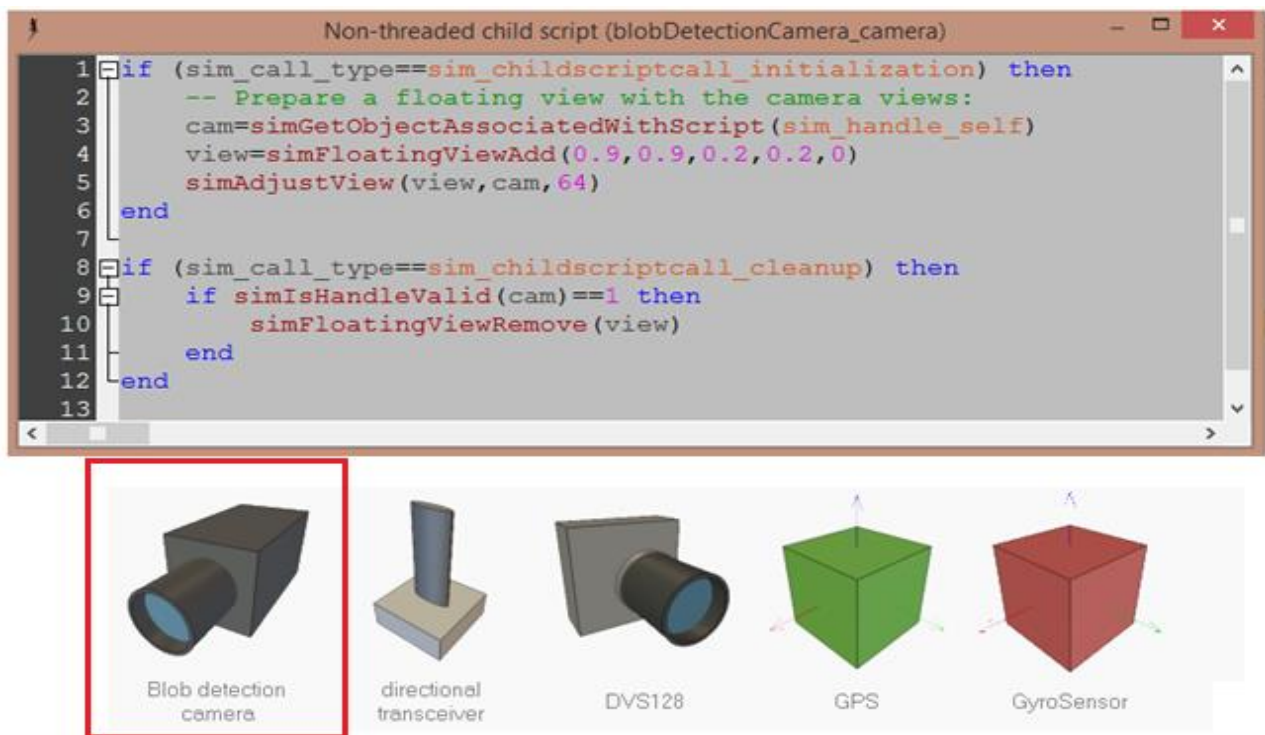 Non-threaded child script (blobDetectionCamera_camera)
1 if (sim_call_type==sim_childscriptcall_initialization) then
2 -- Prepare a floating view with the camera views:
3 cam=simGetObjectAssociatedWithScript(sim_handle_self)
4 view=simFloatingViewAdd(0.9,0.9,0.2,0.2,0)
5 simAdjustView(view,cam,64)
6 end
7
8 if (sim_call_type==sim_childscriptcall_cleanup) then
9 if simIsHandleValid(cam)==1 then
10 simFloatingViewRemove(view)
11 end
12 end
13
Blob detection
camera
directional
transceiver
DVS128
GPS
GyroSensor